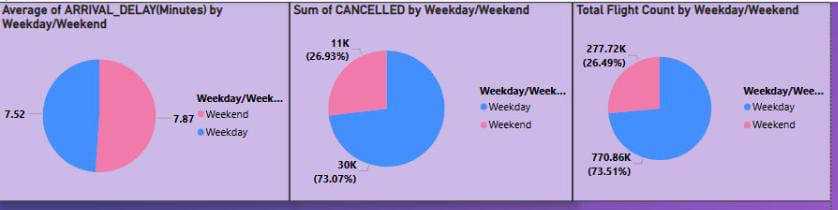 Average of ARRIVAL_DELAY(Minutes) by
Weekday/Weekend
7.52
7.87
Weekday/Week...
Weekend
Weekday
Sum of CANCELLED by Weekday/Weekend
11K
(26.93%)
30K
(73.07%)
Weekday/Week...
Weekday
Weekend
Total Flight Count by Weekday/Weekend
277.72K
(26.49%)
770.86K
(73.51%)
Weekday/Wee...
Weekday
Weekend